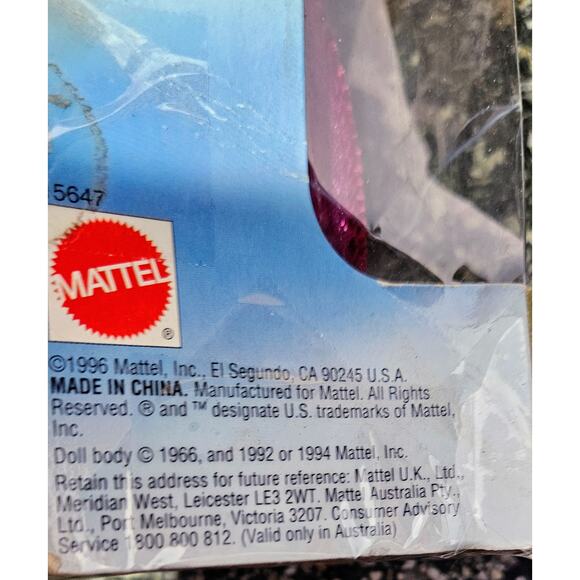 5647
MATTEL
®
©1996 Mattel, Inc., El Segundo, CA 90245 U.S.A.
MADE IN CHINA. Manufactured for Mattel. All Rights
Reserved. ® and ™ designate U.S. trademarks of Mattel,
Inc.
Doll body © 1966, and 1992 or 1994 Mattel, Inc.
Retain this address for future reference: Mattel U.K., Ltd.,
Meridian West, Leicester LE3 2WT. Mattel Australia Pty.,
Ltd., Port Melbourne, Victoria 3207. Consumer Advisory
Service 1800 800 812. (Valid only in Australia)